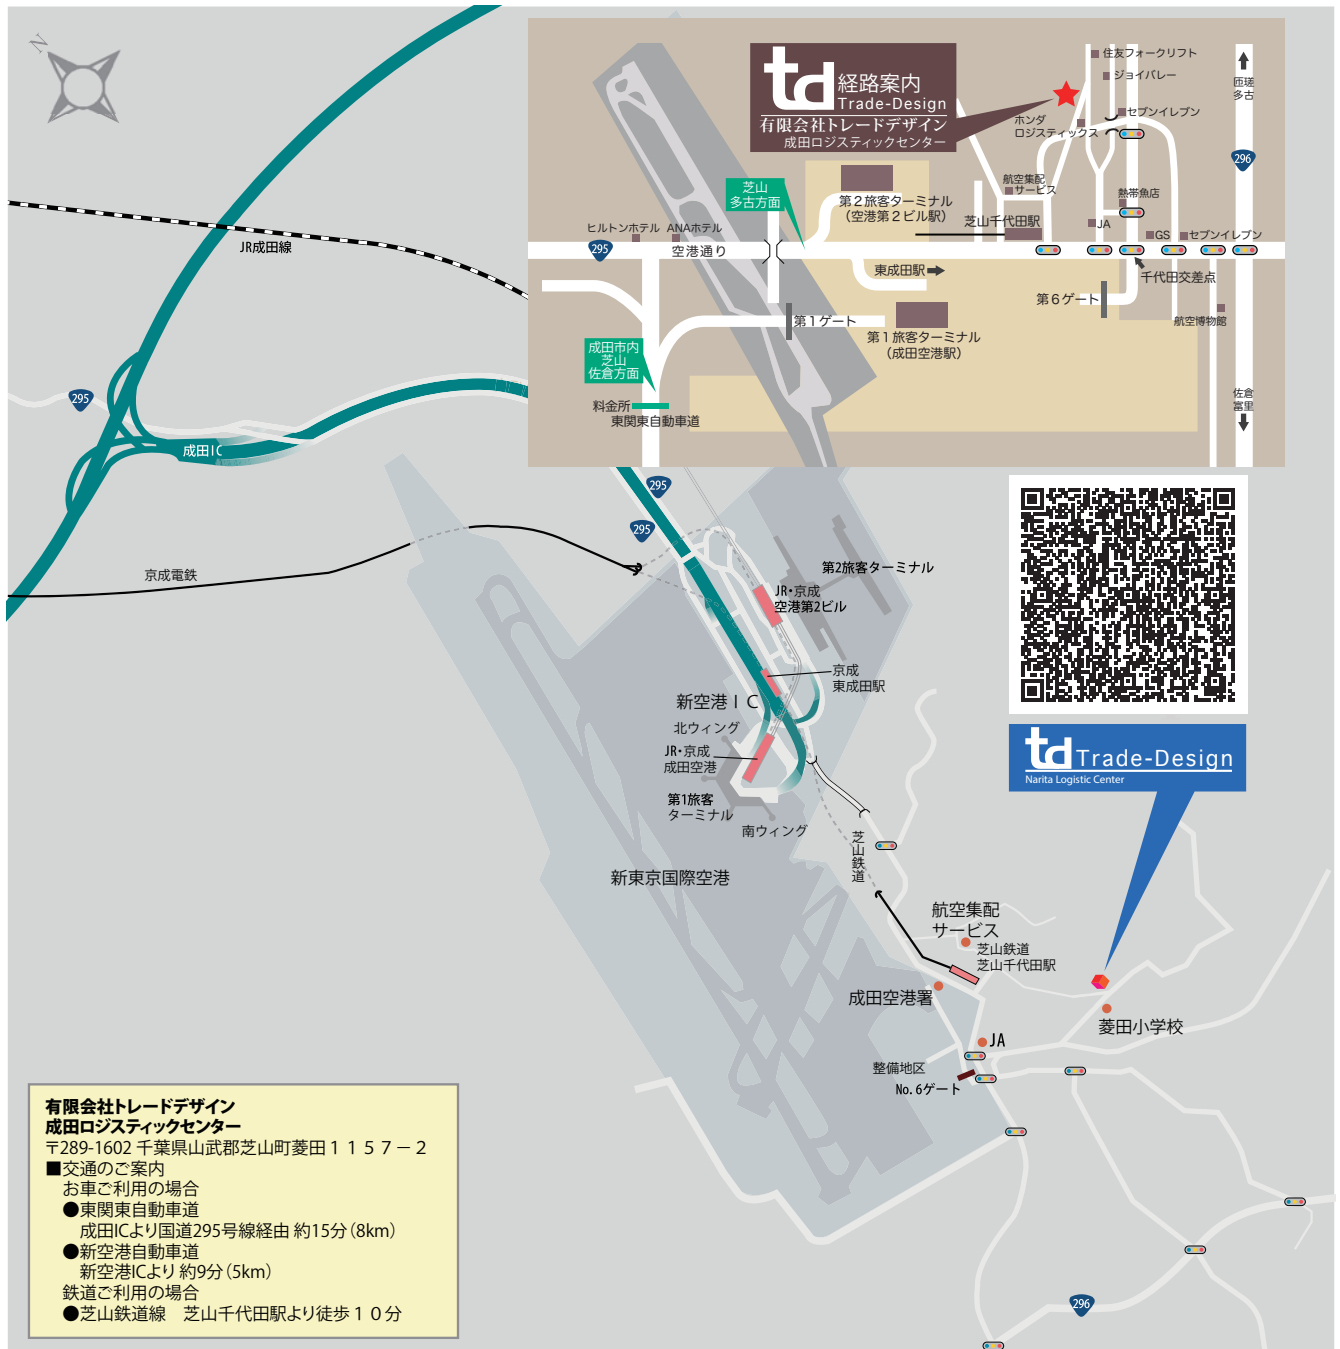 N
JR成田線
295
成田IC
京成電鉄
td 経路案内
Trade-Design
有限会社トレードデザイン
成田ロジスティックセンター
住友フォークリフト
ジョイバレー
セブンイレブン
ホンダ
ロジスティックス
匝瑳
多古
296
航空集配
サービス
熱帯魚店
芝山
多古方面
第2旅客ターミナル
(空港第2ビル駅)
芝山千代田駅
JA
GS
セブンイレブン
ヒルトンホテル
ANAホテル
295
空港通り
東成田駅
千代田交差点
第6ゲート
第1ゲート
第1旅客ターミナル
(成田空港駅)
航空博物館
成田市内
芝山
佐倉方面
料金所
東関東自動車道
佐倉
富里
295
295
第2旅客ターミナル
JR・京成
空港第2ビル
京成
東成田駅
新空港IC
北ウィング
JR・京成
成田空港
第1旅客
ターミナル
南ウィング
新東京国際空港
芝山鉄道
td Trade-Design
Narita Logistic Center
航空集配
サービス
芝山鉄道
芝山千代田駅
成田空港署
菱田小学校
JA
整備地区
No.6ゲート
296
有限会社トレードデザイン
成田ロジスティックセンター
〒289-1602 千葉県山武郡芝山町菱田1157-2
■交通のご案内
お車ご利用の場合
●東関東自動車道
成田ICより国道295号線経由 約15分(8km)
●新空港自動車道
新空港ICより 約9分(5km)
鉄道ご利用の場合
●芝山鉄道線 芝山千代田駅より徒歩10分